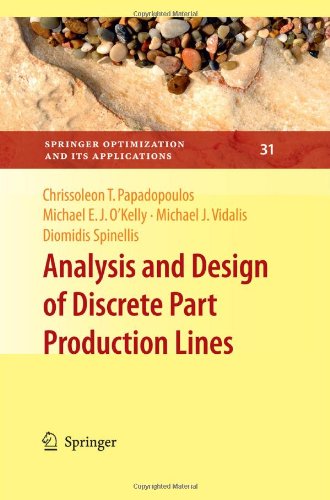 SPRINGER OPTIMIZATION
AND ITS APPLICATIONS
31
Chrissoleon T. Papadopoulos
Michael E. J. O'Kelly · Michael J. Vidalis
Diomidis Spinellis
Analysis and Design
of Discrete Part
Production Lines
Springer